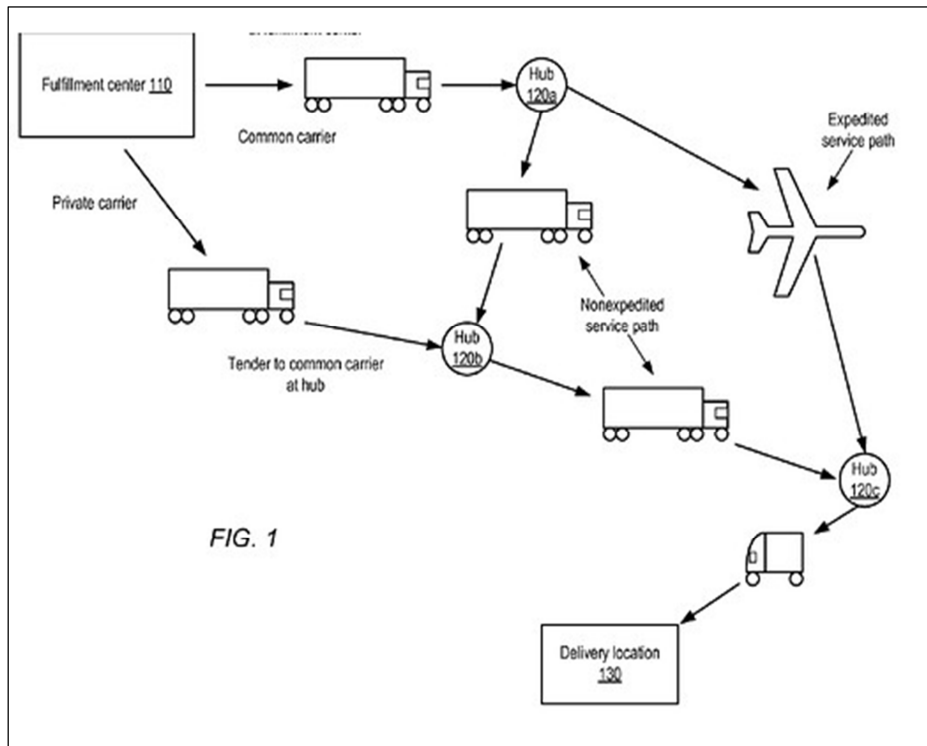 Fulfillment center 110
Common carrier
Hub
120a
Expedited
service path
Private carrier
Nonexpedited
service path
Hub
120b
Tender to common carrier
at hub
Hub
120c
FIG. 1
Delivery location
130